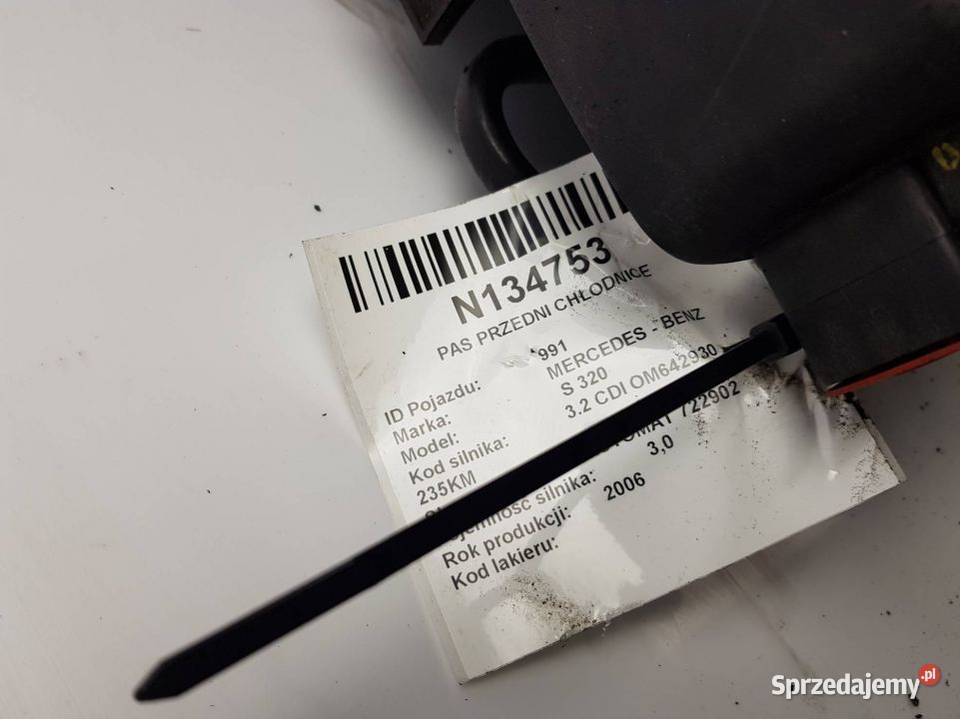 N134753
PAS PRZEDNI CHŁODNICE
ID Pojazdu: 991
Marka: MERCEDES - BENZ
Model: S 320
Kod silnika: 3.2 CDI OM642930
235KM
722902
silnika: 3,0
Rok produkcji: 2006
Kod lakieru:
Sprzedajemy.pl